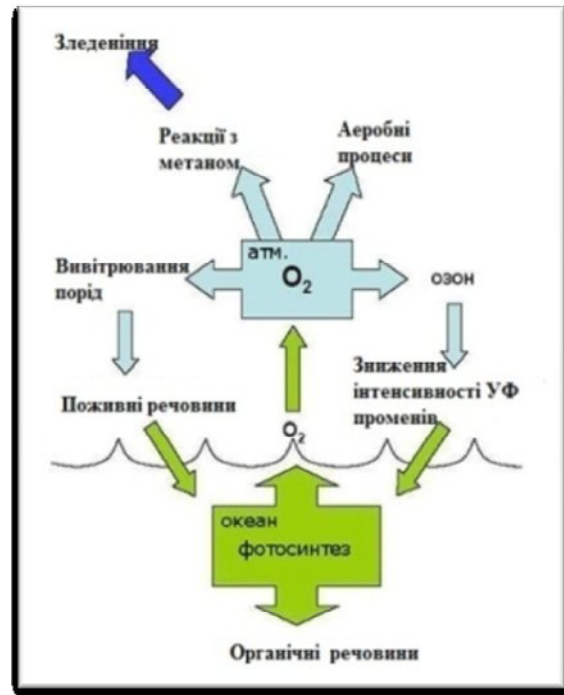 Зледеніння
Реакції з
метаном
Аеробні
процеси
атм.
O₂
Вивітрювання
порід
озон
Поживні речовини
Зниження
інтенсивності УФ
променів
O₂
океан
фотосинтез
Органічні речовини